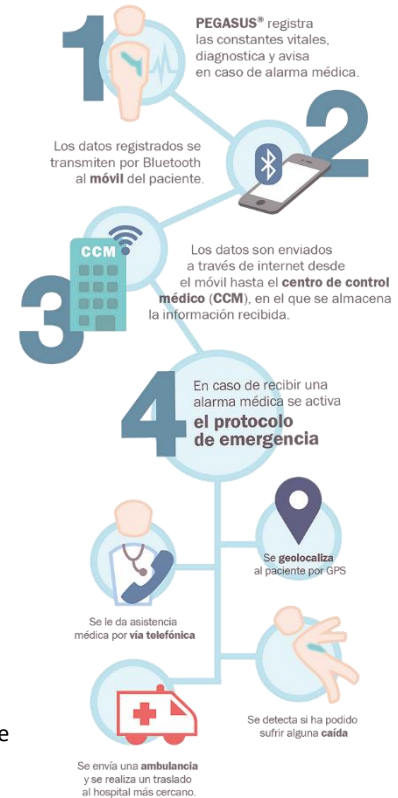 1
PEGASUS® registra
las constantes vitales,
diagnostica y avisa
en caso de alarma médica.
2
Los datos registrados se
transmiten por Bluetooth
al móvil del paciente.
3
CCM
Los datos son enviados
a través de internet desde
el móvil hasta el centro de control
médico (CCM), en el que se almacena
la información recibida.
4
En caso de recibir una
alarma médica se activa
el protocolo
de emergencia
Se geolocaliza
al paciente por GPS
Se le da asistencia
médica por vía telefónica
Se detecta si ha podido
sufrir alguna caída
e
Se envía una ambulancia
y se realiza un traslado
al hospital más cercano.